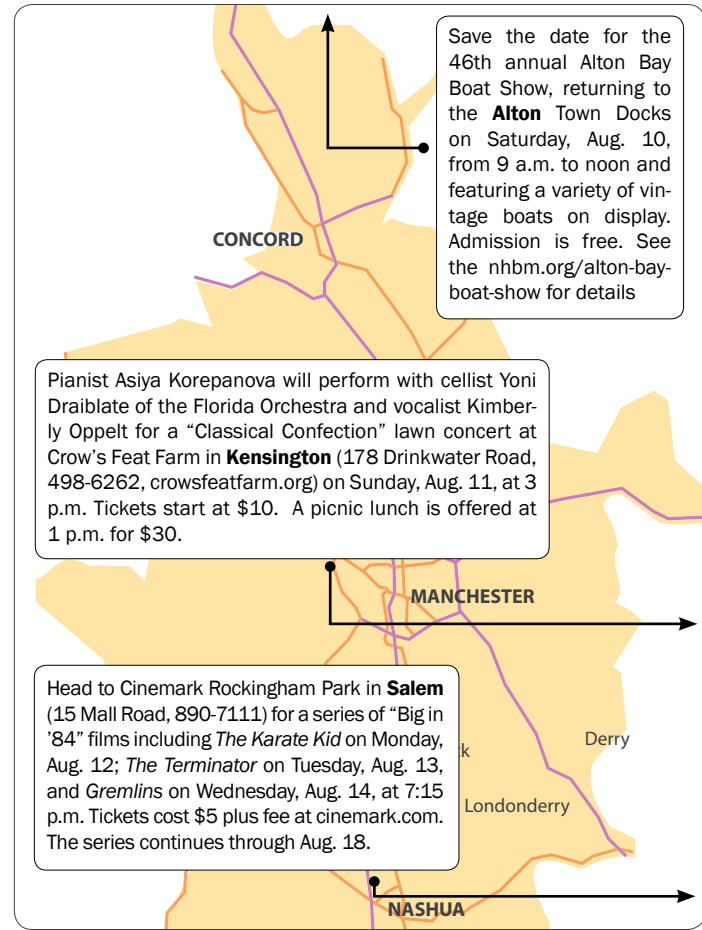 Save the date for the
46th annual Alton Bay
Boat Show, returning to
the Alton Town Docks
on Saturday, Aug. 10,
from 9 a.m. to noon and
featuring a variety of vin-
tage boats on display.
Admission is free. See
the nhbm.org/alton-bay-
boat-show for details
CONCORD
Pianist Asiya Korepanova will perform with cellist Yoni
Draiblate of the Florida Orchestra and vocalist Kimber-
ly Oppelt for a “Classical Confection” lawn concert at
Crow's Feat Farm in Kensington (178 Drinkwater Road,
498-6262, crowsfeatfarm.org) on Sunday, Aug. 11, at 3
p.m. Tickets start at $10. A picnic lunch is offered at
1 p.m. for $30.
MANCHESTER
Head to Cinemark Rockingham Park in Salem
(15 Mall Road, 890-7111) for a series of “Big in
’84” films including The Karate Kid on Monday,
Aug. 12; The Terminator on Tuesday, Aug. 13,
and Gremlins on Wednesday, Aug. 14, at 7:15
p.m. Tickets cost $5 plus fee at cinemark.com.
The series continues through Aug. 18.
Derry
Londonderry
NASHUA